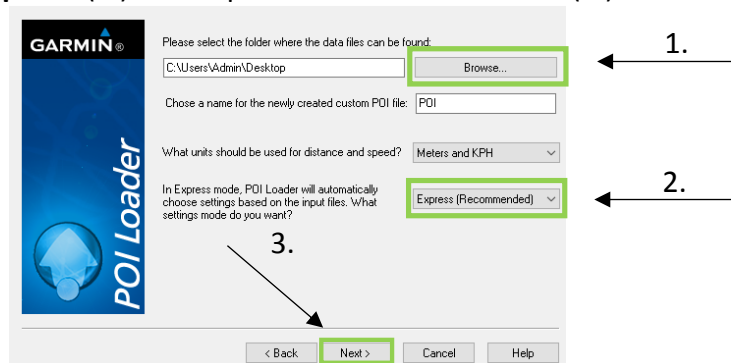 GARMIN®
Please select the folder where the data files can be found:
C:\Users\Admin\Desktop
Browse...
1.
Chose a name for the newly created custom POI file:
POI
What units should be used for distance and speed?
Meters and KPH
In Express mode, POI Loader will automatically
choose settings based on the input files. What
settings mode do you want?
Express (Recommended)
2.
3.
POI Loader
< Back
Next >
Cancel
Help